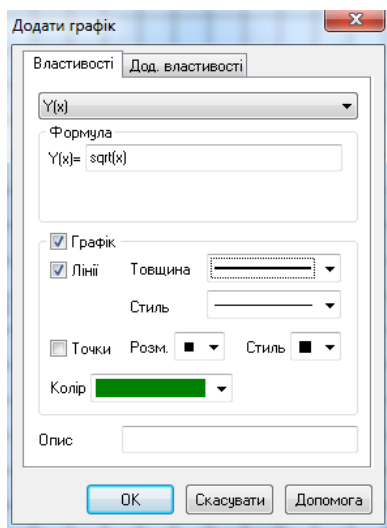 Додати графік
Властивості Дод. властивості
Y(x)
Формула
Y(x)= sqrt(x)
Графік
Лінії Товщина
Стиль
Точки Розм. Стиль
Колір
Опис
OK Скасувати Допомога